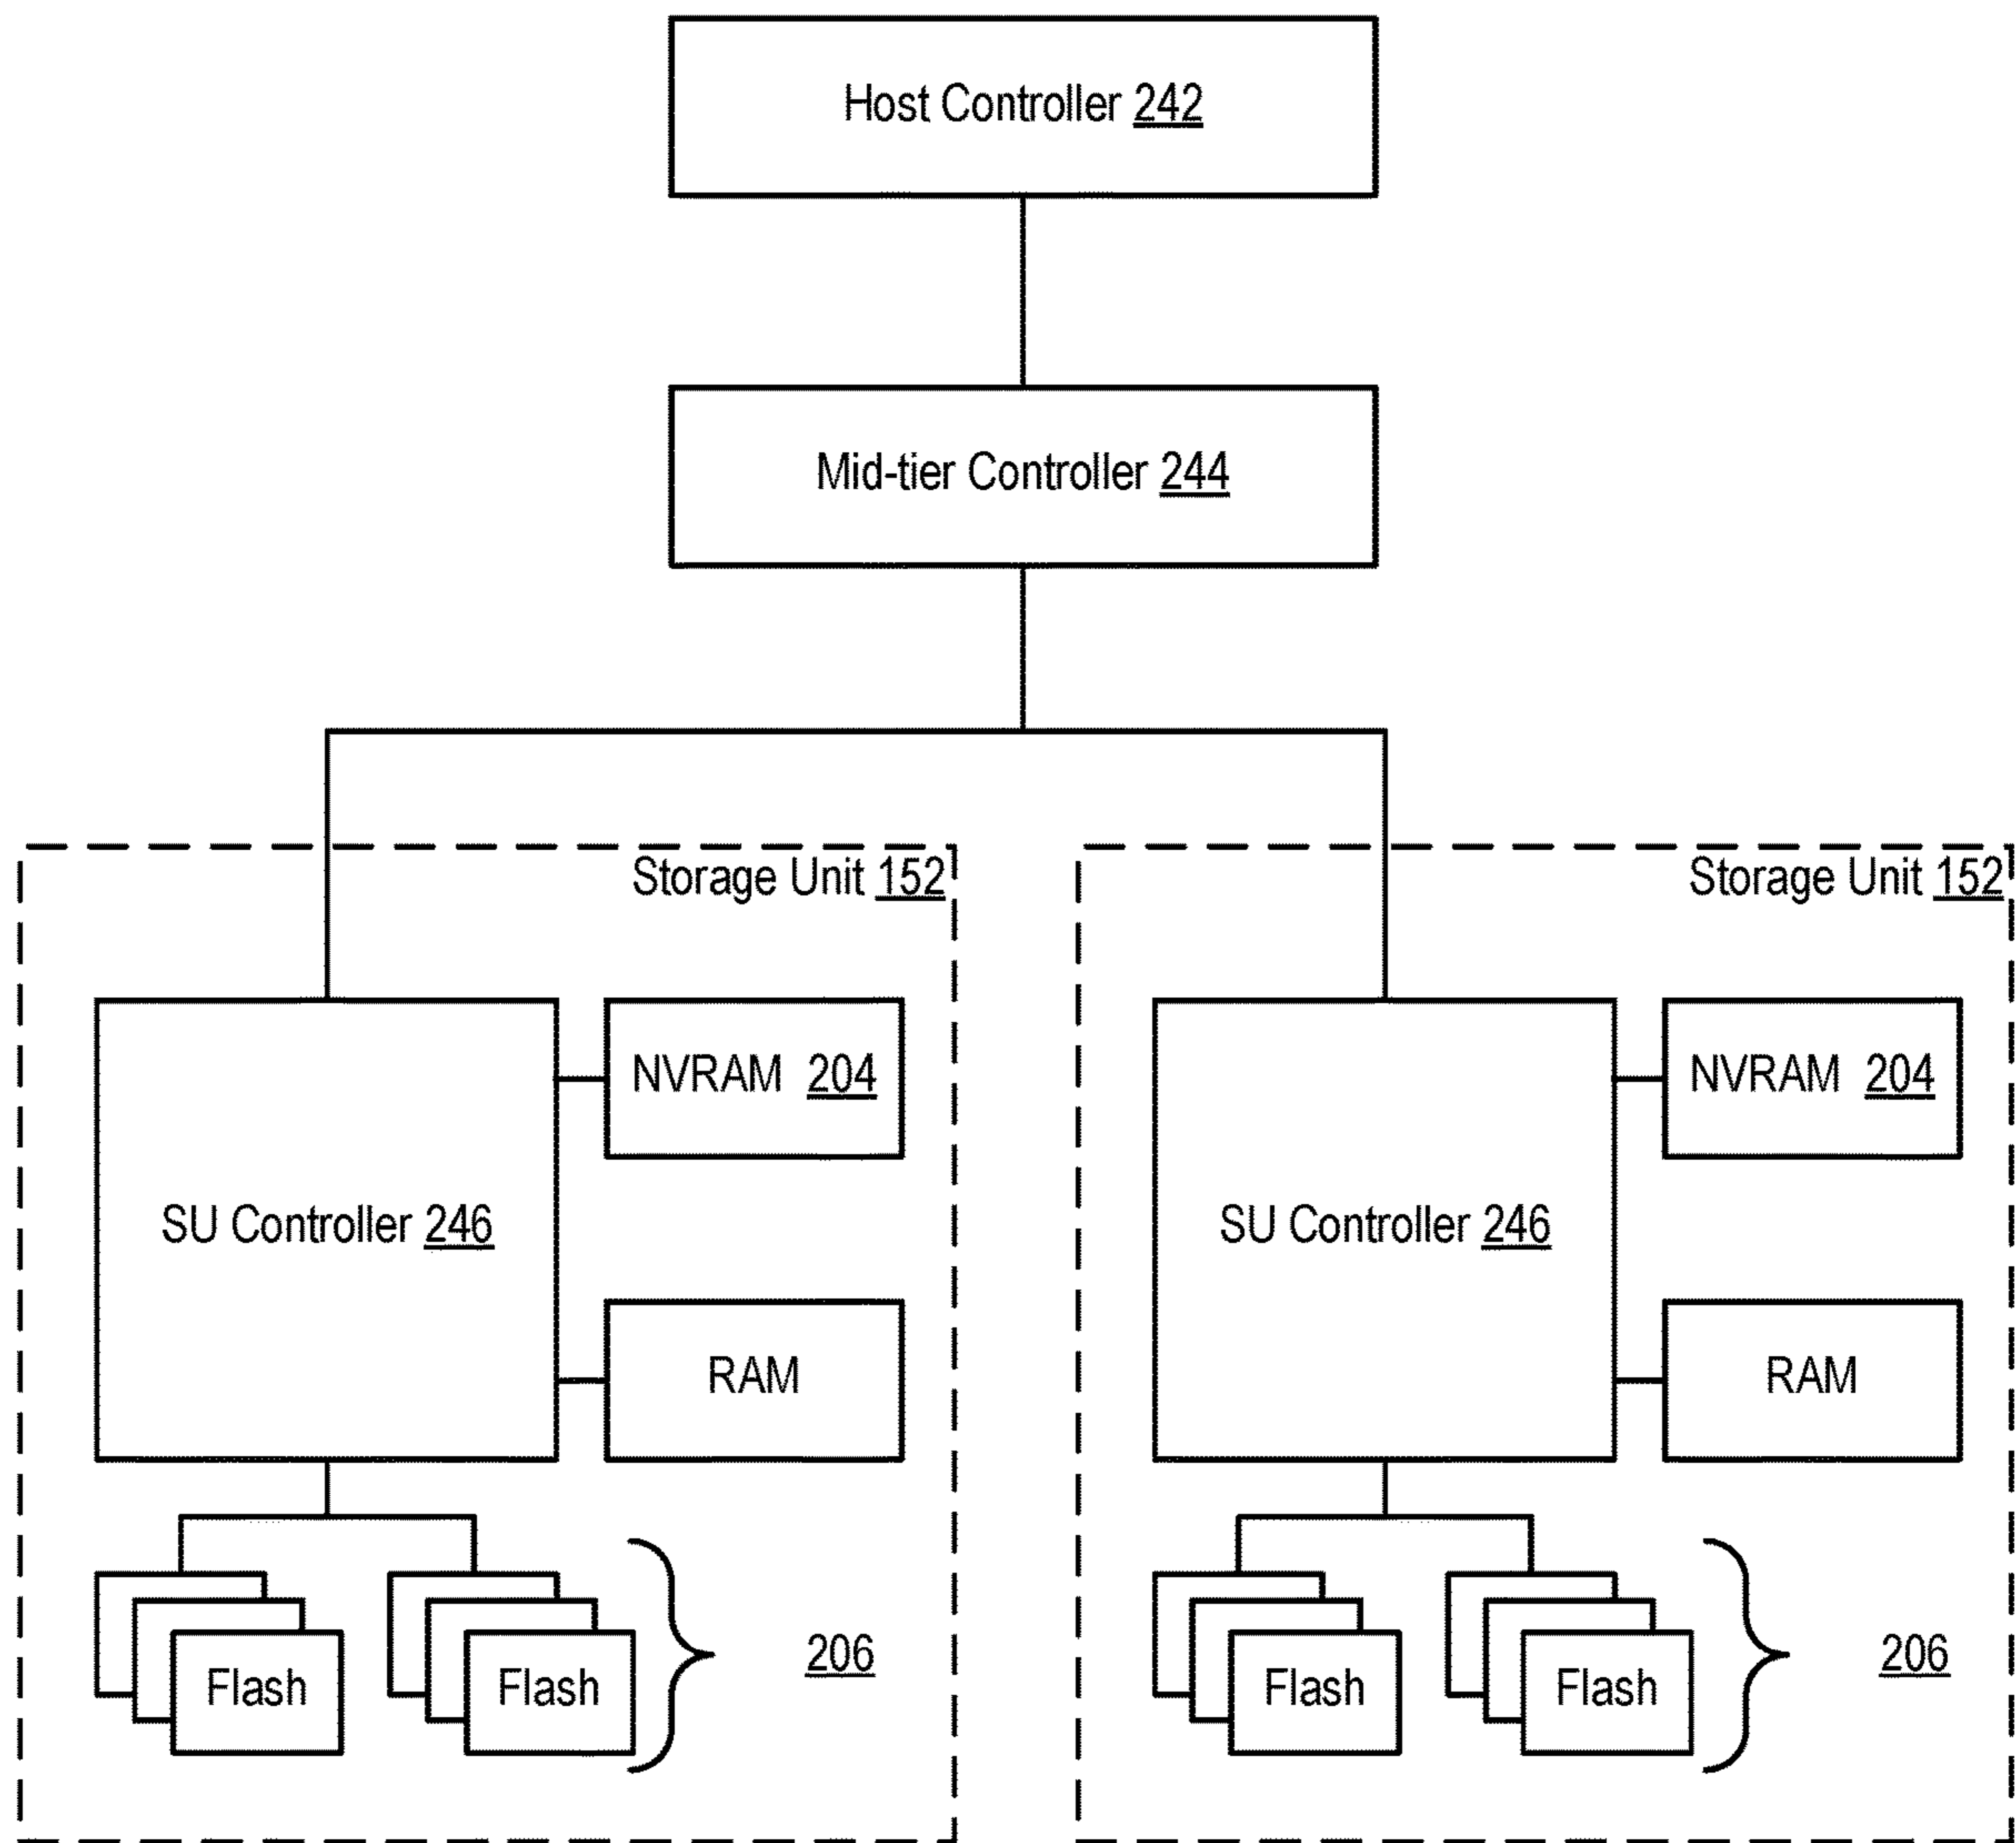 Host Controller 242
Mid-tier Controller 244
Storage Unit 152
SU Controller 246
NVRAM 204
RAM
Flash
Flash
206
Storage Unit 152
SU Controller 246
NVRAM 204
RAM
Flash
Flash
206